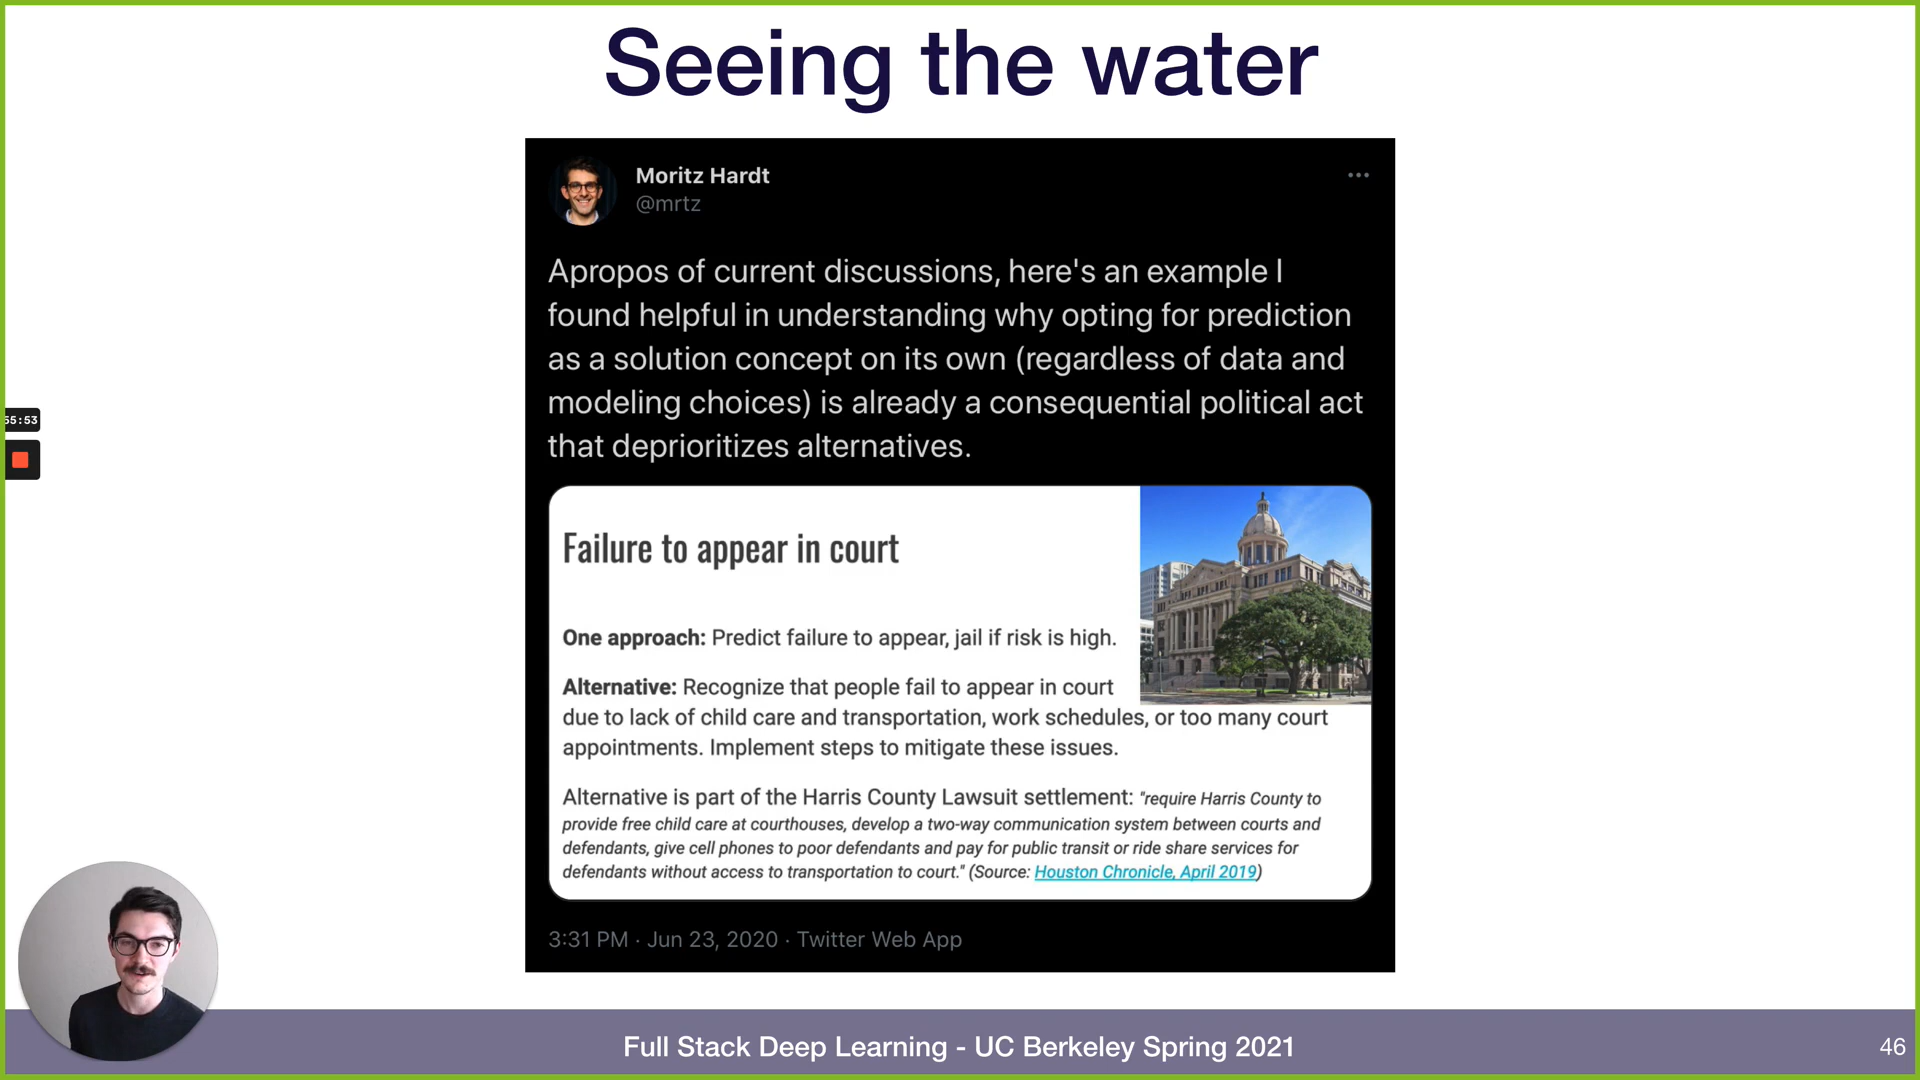 Seeing the water
Moritz Hardt
@mrtz
Apropos of current discussions, here's an example I
found helpful in understanding why opting for prediction
as a solution concept on its own (regardless of data and
modeling choices) is already a consequential political act
that deprioritizes alternatives.
55:53
Failure to appear in court
One approach: Predict failure to appear, jail if risk is high.
Alternative: Recognize that people fail to appear in court
due to lack of child care and transportation, work schedules, or too many court
appointments. Implement steps to mitigate these issues.
Alternative is part of the Harris County Lawsuit settlement: "require Harris County to
provide free child care at courthouses, develop a two-way communication system between courts and
defendants, give cell phones to poor defendants and pay for public transit or ride share services for
defendants without access to transportation to court." (Source: Houston Chronicle, April 2019)
3:31 PM · Jun 23, 2020 · Twitter Web App
Full Stack Deep Learning - UC Berkeley Spring 2021
46